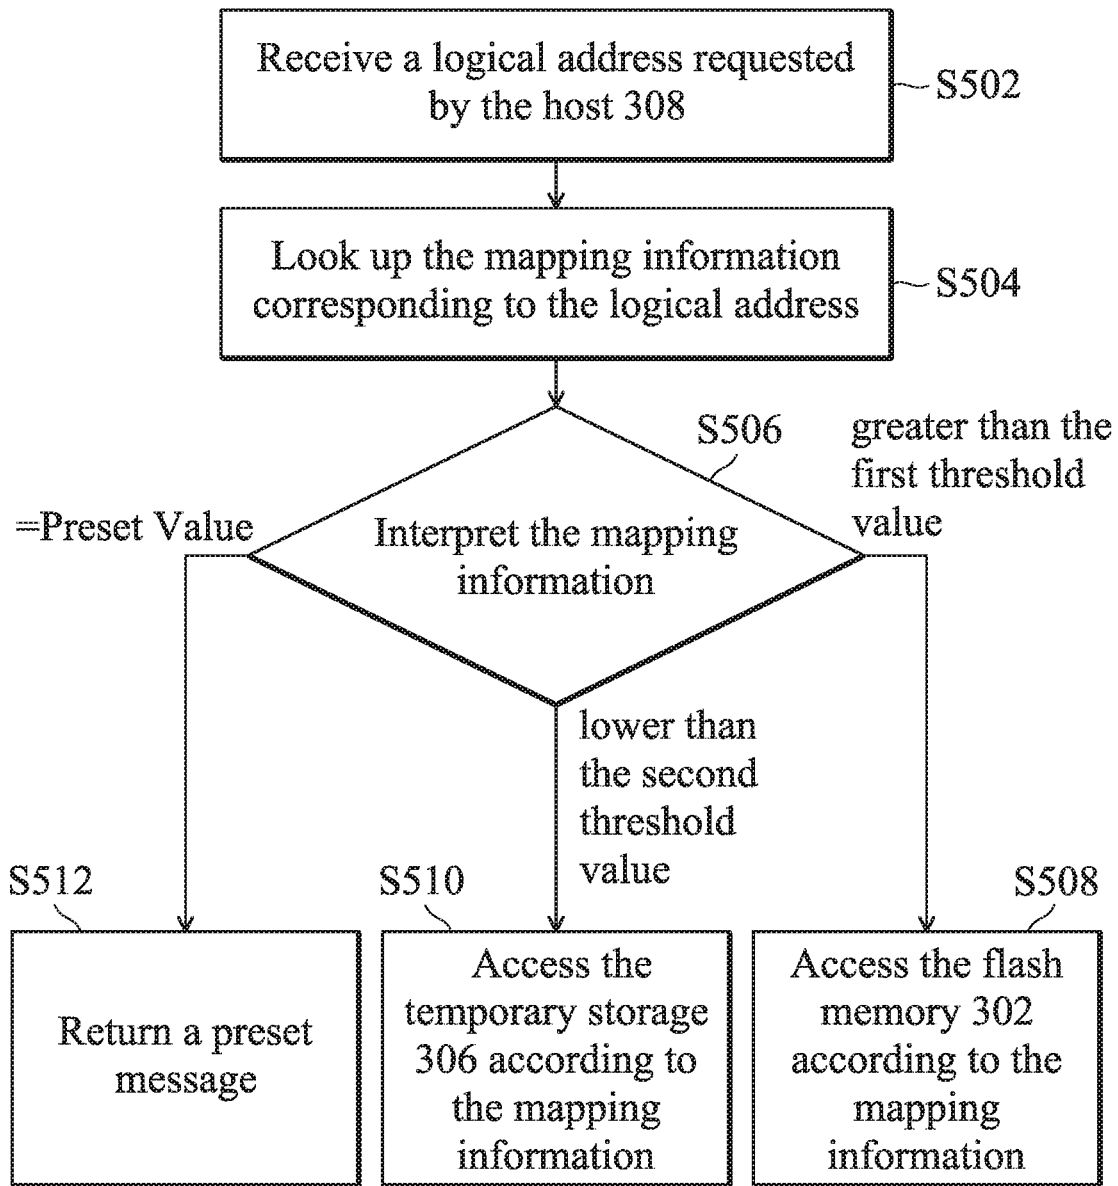 Receive a logical address requested
by the host 308
S502
Look up the mapping information
corresponding to the logical address
S504
S506
greater than the
first threshold
value
=Preset Value
Interpret the mapping
information
lower than
the second
threshold
value
S512
Return a preset
message
S510
Access the
temporary storage
306 according to
the mapping
information
S508
Access the flash
memory 302
according to the
mapping
information